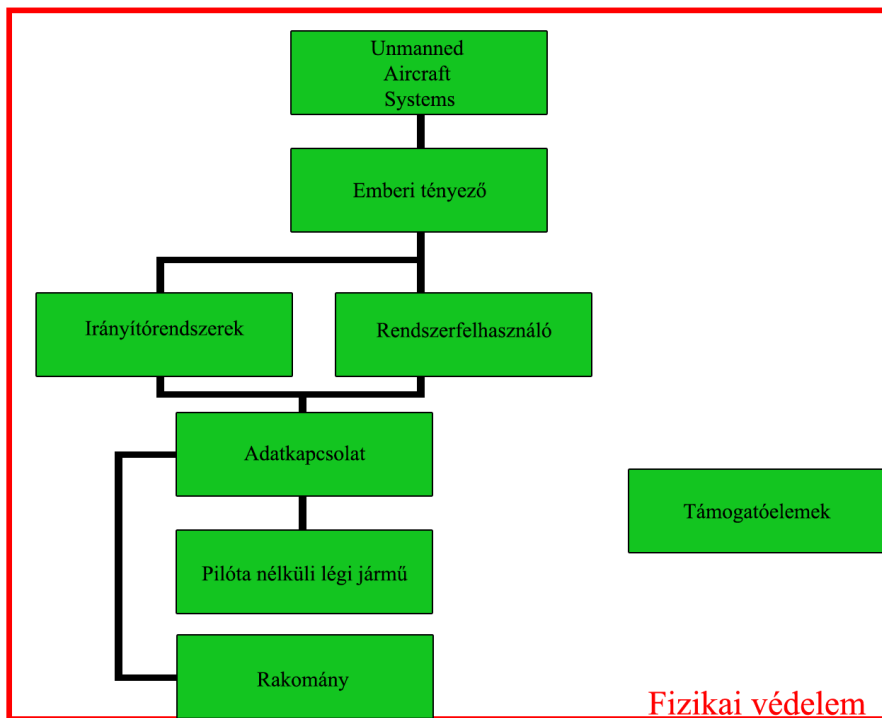 Unmanned
Aircraft
Systems
Emberi tényező
Irányítórendszerek
Rendszerfelhasználó
Adatkapcsolat
Támogatóelemek
Pilóta nélküli légi jármű
Rakomány
Fizikai védelem